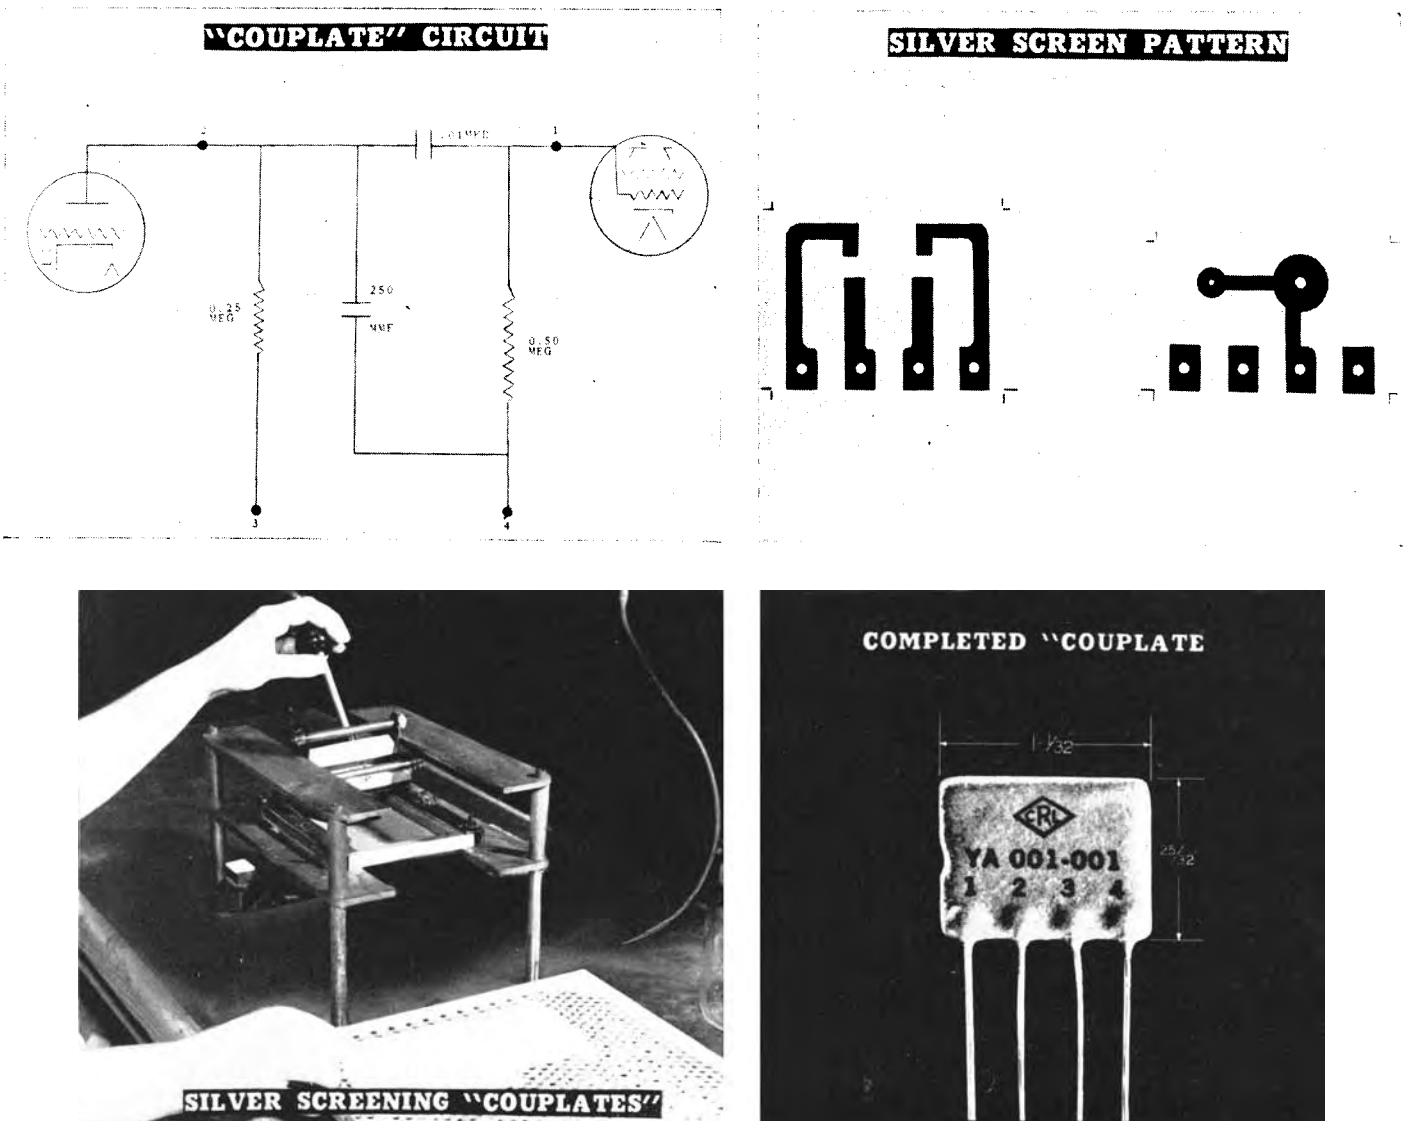 "COUPLATE" CIRCUIT
2
.01MFD
1
0.25
MEG
250
MMF
0.50
MEG
3
4
SILVER SCREEN PATTERN
SILVER SCREENING "COUPLATES"
COMPLETED "COUPLATE
1 1/32
25/32
CRL
YA 001-001
1 2 3 4